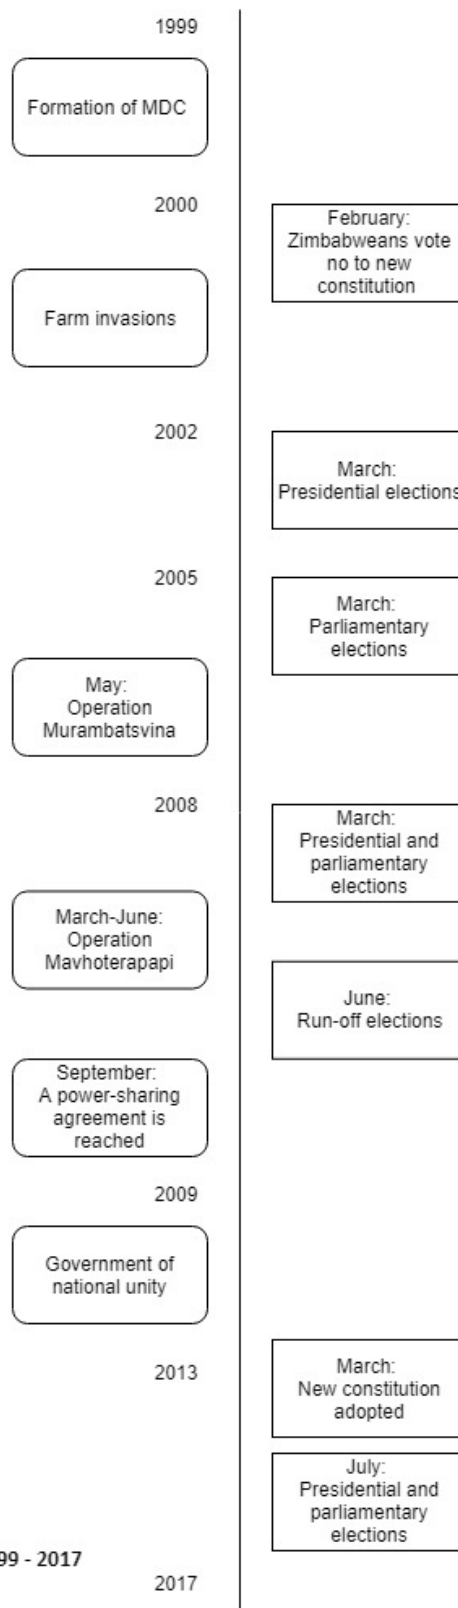 1999
Formation of MDC
2000
February:
Zimbabweans vote
no to new
constitution
Farm invasions
2002
March:
Presidential elections
2005
March:
Parliamentary
elections
May:
Operation
Murambatsvina
2008
March:
Presidential and
parliamentary
elections
March-June:
Operation
Mavhoterapapi
June:
Run-off elections
September:
A power-sharing
agreement is
reached
2009
Government of
national unity
2013
March:
New constitution
adopted
July:
Presidential and
parliamentary
elections
99 - 2017
2017